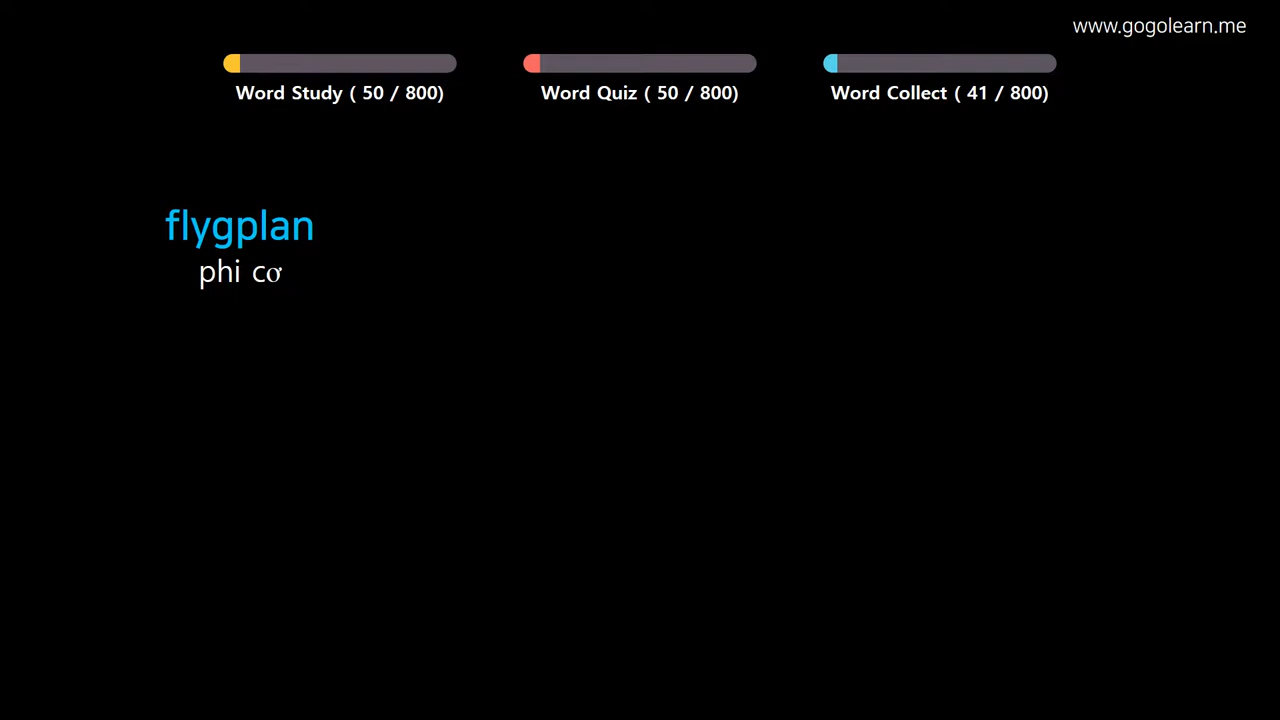 www.gogolearn.me
Word Study ( 50 / 800)
Word Quiz ( 50 / 800)
Word Collect ( 41 / 800)
flygplan
phi cơ